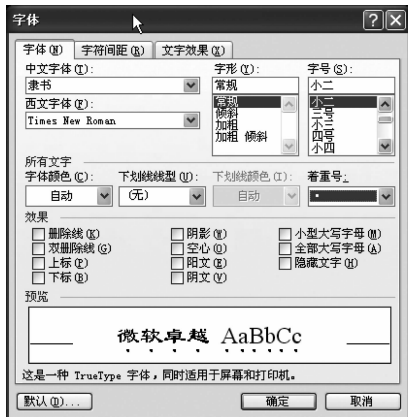 字体
字体(N) 字符间距(R) 文字效果(X)
中文字体(T): 字形(Y): 字号(S):
隶书 常规 小二
西文字体(F): 常规 小二
Times New Roman 倾斜 三号
加粗 小三
加粗 倾斜 四号
小四
所有文字
字体颜色(C): 下划线线型(U): 下划线颜色(I): 着重号:
自动 (无) 自动 .
效果
删除线(K) 阴影(W) 小型大写字母(M)
双删除线(G) 空心(O) 全部大写字母(A)
上标(P) 阳文(E) 隐藏文字(H)
下标(B) 阴文(V)
预览
微软卓越 AaBbCc
这是一种 TrueType 字体,同时适用于屏幕和打印机。
默认(D)... 确定 取消